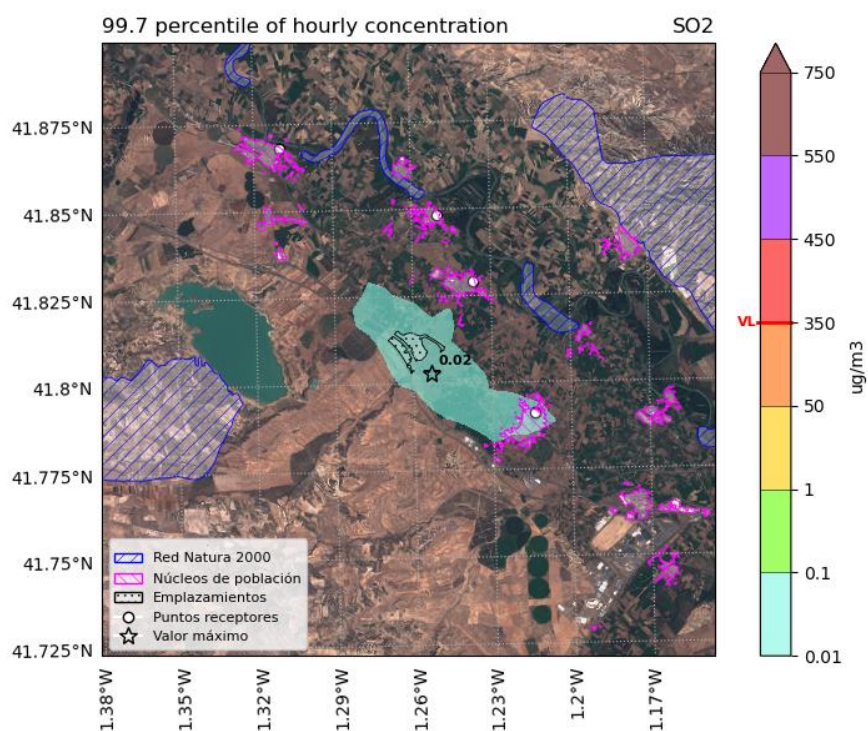 99.7 percentile of hourly concentration
SO2
41.875°N
41.85°N
41.825°N
41.8°N
41.775°N
41.75°N
41.725°N
0.02
Red Natura 2000
Núcleos de población
Emplazamientos
Puntos receptores
Valor máximo
1.38°W
1.35°W
1.32°W
1.29°W
1.26°W
1.23°W
1.2°W
1.17°W
750
550
450
VL
350
50
1
0.1
0.01
ug/m3